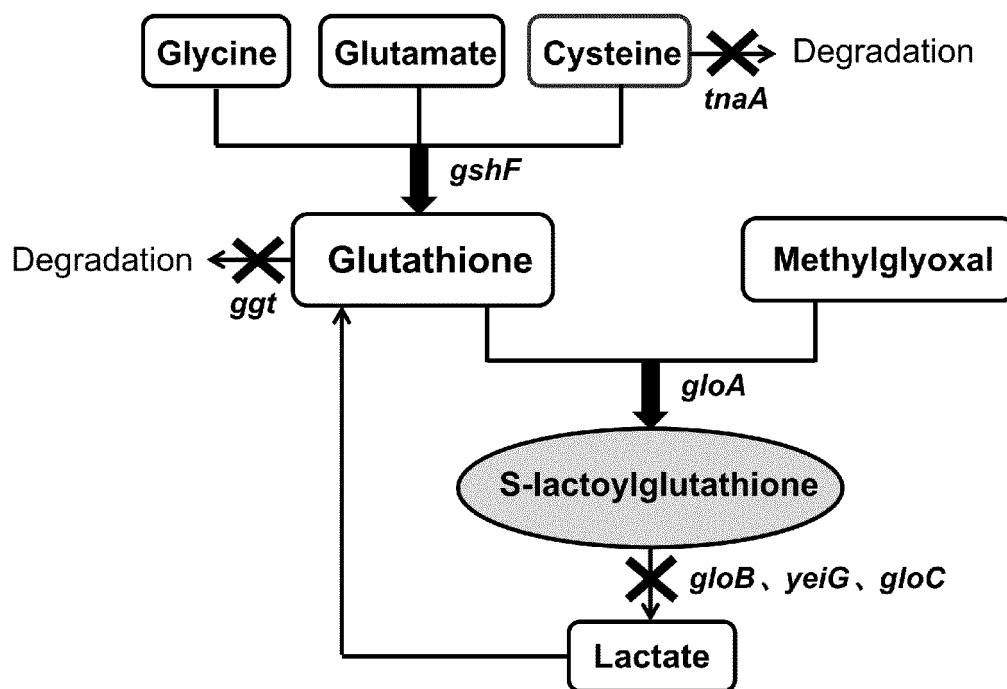 Glycine
Glutamate
Cysteine
Degradation
tnaA
gshF
Degradation
ggt
Glutathione
Methylglyoxal
gloA
S-lactoylglutathione
gloB、yeiG、gloC
Lactate